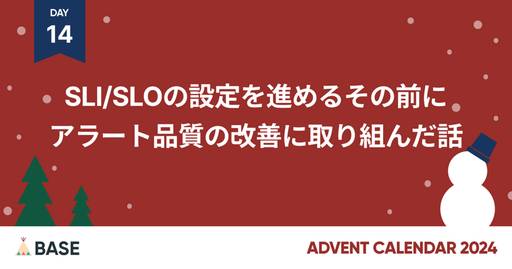 DAY
14
SLI/SLOの設定を進めるその前に
アラート品質の改善に取り組んだ話
BASE
ADVENT CALENDAR 2024